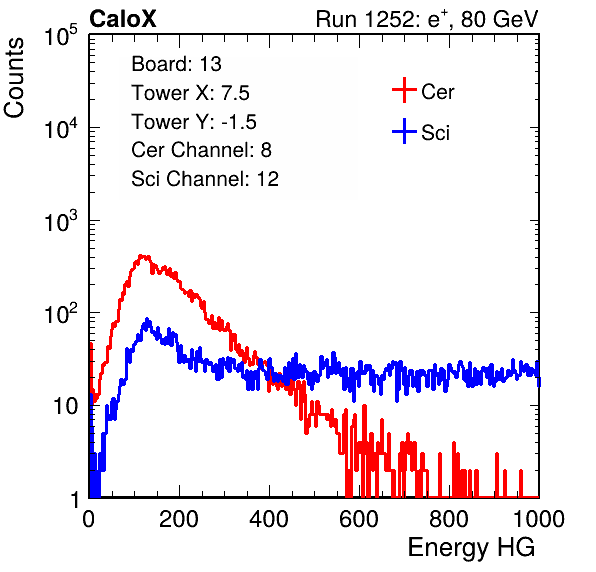 CaloX Run 1252: e⁺, 80 GeV
Counts
10⁵
10⁴
10³
10²
10
1
Board: 13
Tower X: 7.5
Tower Y: -1.5
Cer Channel: 8
Sci Channel: 12
Cer
Sci
0 200 400 600 800 1000
Energy HG